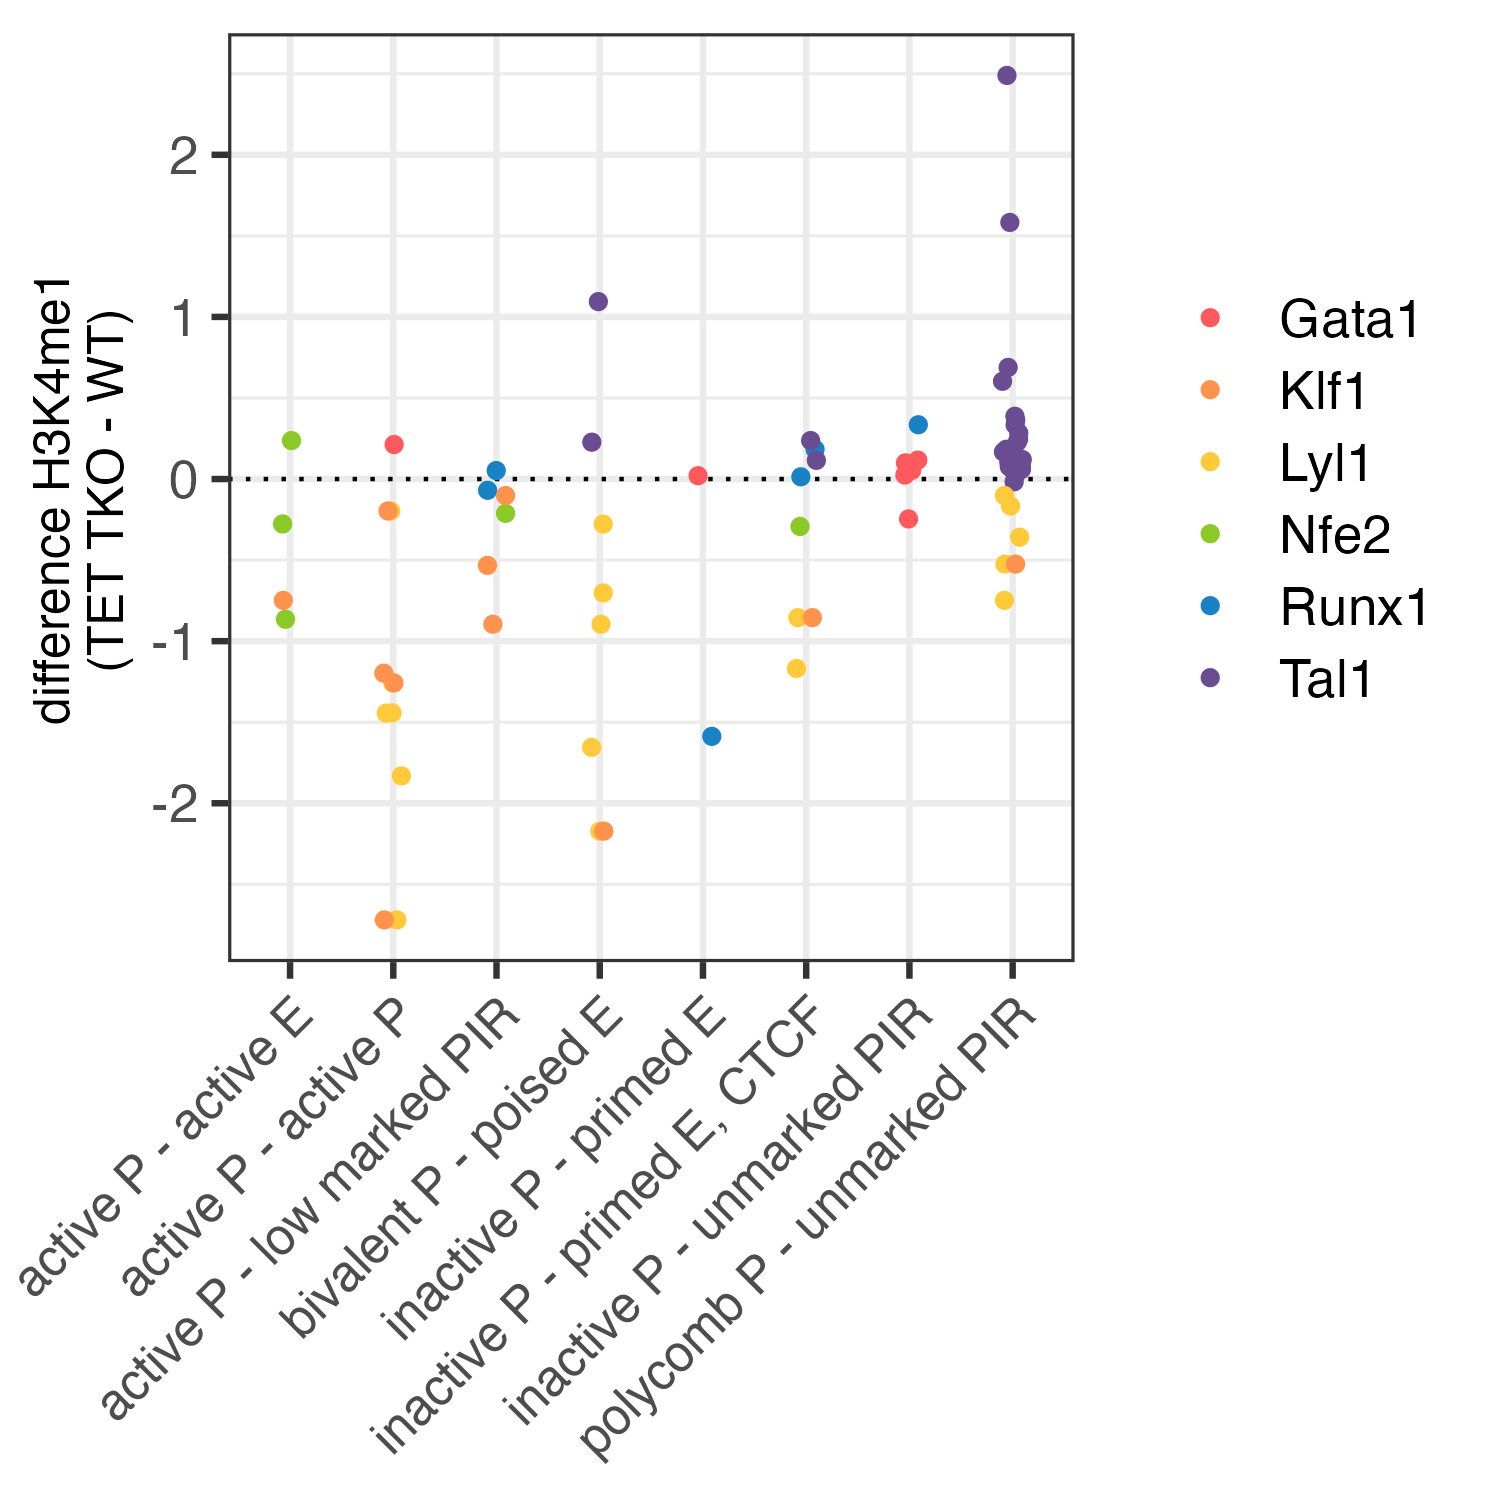 difference H3K4me1
(TET TKO - WT)
2
1
0
-1
-2
active P - active E
active P - active P
active P - low marked PIR
bivalent P - poised E
inactive P - primed E
inactive P - primed E, CTCF
inactive P - unmarked PIR
polycomb P - unmarked PIR
Gata1
Klf1
Lyl1
Nfe2
Runx1
Tal1